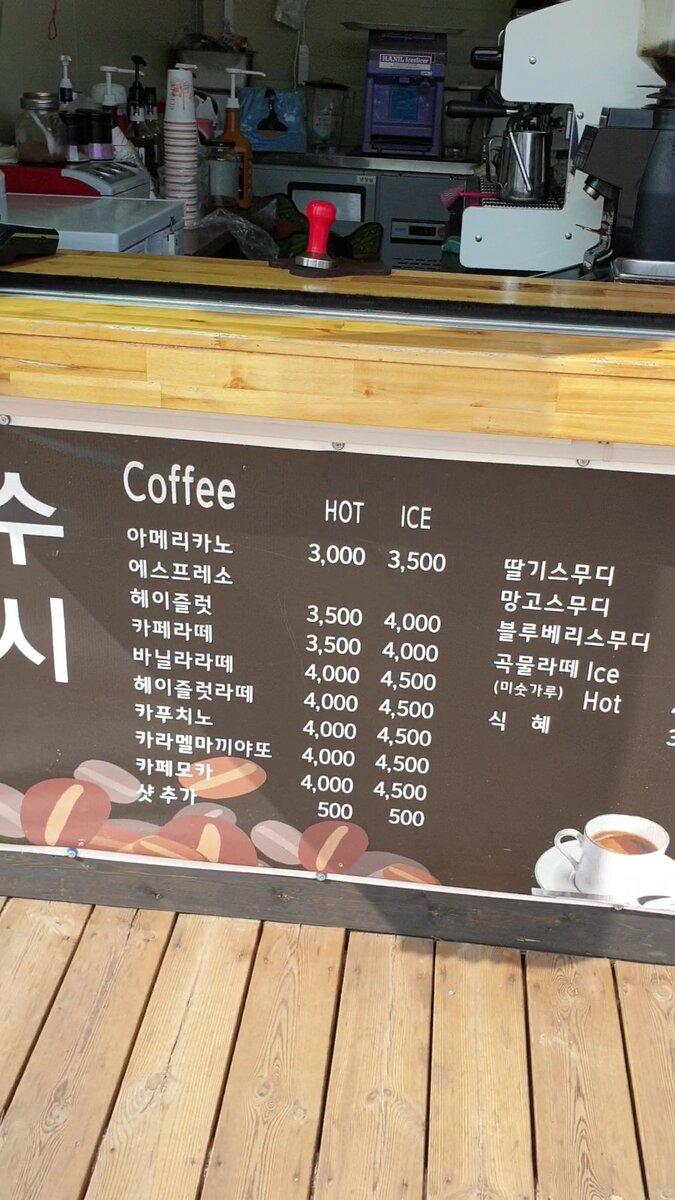 HANIL IceSlicer
수
시
Coffee
HOT ICE
아메리카노 3,000 3,500
에스프레소
헤이즐럿 3,500 4,000
카페라떼 3,500 4,000
바닐라라떼 4,000 4,500
헤이즐럿라떼 4,000 4,500
카푸치노 4,000 4,500
카라멜마끼야또 4,000 4,500
카페모카 4,000 4,500
샷 추가 500 500
딸기스무디
망고스무디
블루베리스무디
곡물라떼 Ice
(미숫가루) Hot
식 혜